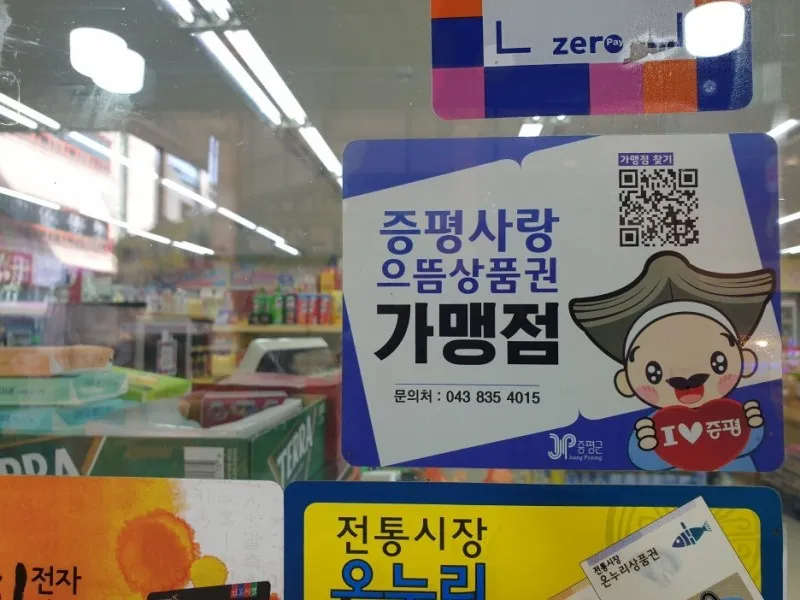 zero Pay
가맹점 찾기
증평사랑
으뜸상품권
가맹점
문의처 : 043 835 4015
I♥증평
증평군
TERRA
전통시장
온누리
전통시장
온누리상품권
전자